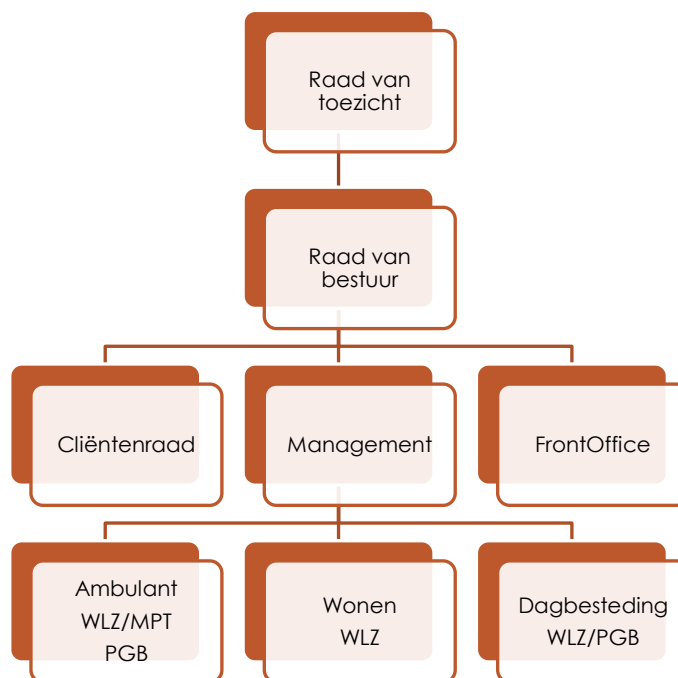 Raad van
toezicht
Raad van
bestuur
Cliëntenraad
Management
FrontOffice
Ambulant
WLZ/MPT
PGB
Wonen
WLZ
Dagbesteding
WLZ/PGB